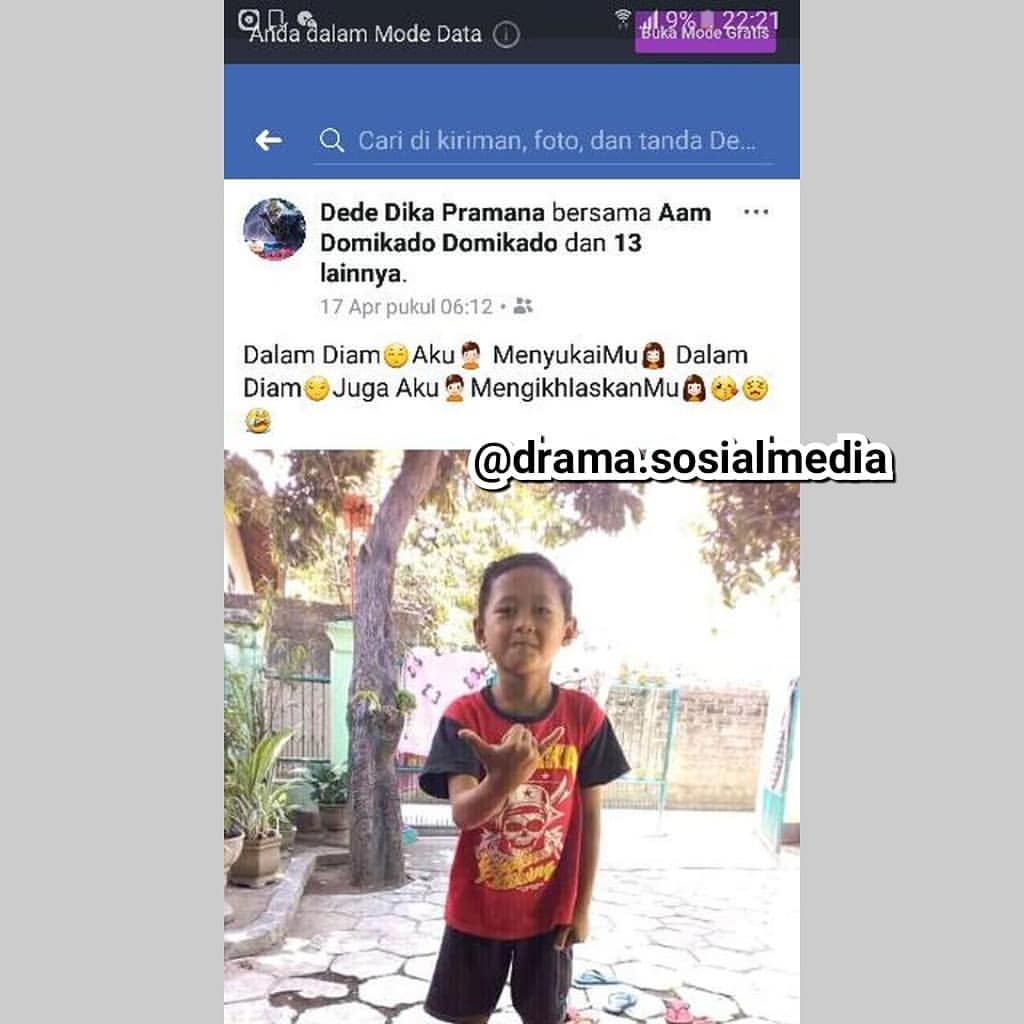 22:21
9%
Anda dalam Mode Data
Buka Mode Gratis
Cari di kiriman, foto, dan tanda De...
Dede Dika Pramana bersama Aam
Domikado Domikado dan 13
lainnya.
17 Apr pukul 06:12 •
Dalam Diam😌Aku🙎‍♂️ MenyukaiMu👩 Dalam
Diam😏Juga Aku🙎‍♂️MengikhlaskanMu👩😘😣
😭
@drama.sosialmedia